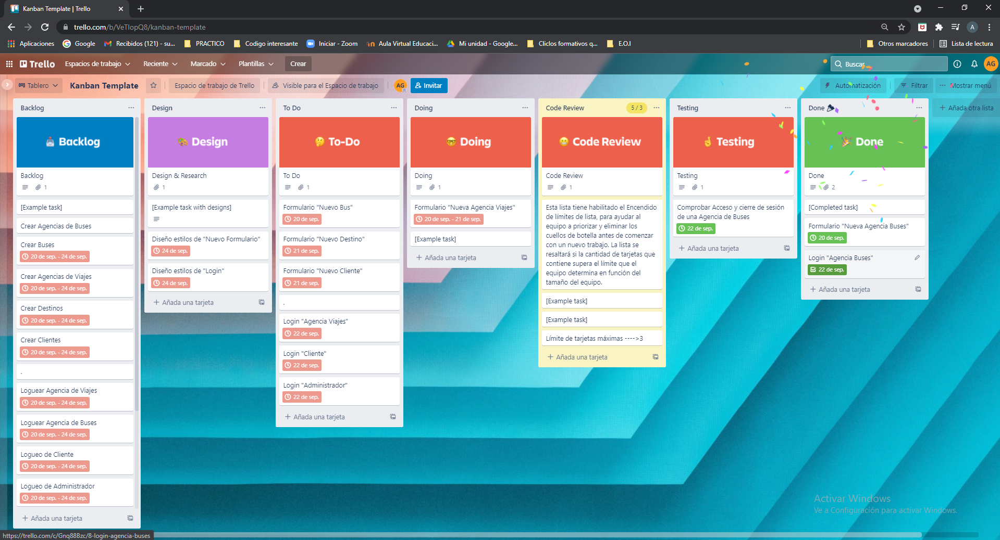 Kanban Template | Trello
trello.com/b/VeTlopQ8/kanban-template
Aplicaciones
Google
Recibidos (121) - su...
PRACTICO
Codigo interesante
Iniciar - Zoom
Aula Virtual Educaci...
Mi unidad - Google...
Cliclos formativos q...
E.O.I
Otros marcadores
Lista de lectura
Trello
Espacios de trabajo
Reciente
Marcado
Plantillas
Crear
Buscar
AG
Tablero
Kanban Template
Espacio de trabajo de Trello
Visible para el Espacio de trabajo
AG
Invitar
Automatización
Filtrar
Mostrar menú
Backlog
Backlog
Backlog
1
[Example task]
Crear Agencias de Buses
Crear Buses
20 de sep. - 24 de sep.
Crear Agencias de Viajes
20 de sep. - 24 de sep.
Crear Destinos
20 de sep. - 24 de sep.
Crear Clientes
20 de sep. - 24 de sep.
.
Loguear Agencia de Viajes
20 de sep. - 24 de sep.
Loguear Agencia de Buses
20 de sep. - 24 de sep.
Logueo de Cliente
20 de sep. - 24 de sep.
Logueo de Administrador
20 de sep. - 24 de sep.
+ Añada una tarjeta
Design
Design
Design & Research
1
[Example task with designs]
Diseño estilos de "Nuevo Formulario"
24 de sep.
Diseño estilos de "Login"
24 de sep.
+ Añada una tarjeta
To Do
To-Do
To Do
1
Formulario "Nuevo Bus"
20 de sep.
Formulario "Nuevo Destino"
21 de sep.
Formulario "Nuevo Cliente"
21 de sep.
.
Login "Agencia Viajes"
22 de sep.
Login "Cliente"
22 de sep.
Login "Administrador"
22 de sep.
+ Añada una tarjeta
Doing
Doing
Doing
1
Formulario "Nueva Agencia Viajes"
20 de sep. - 21 de sep.
[Example task]
+ Añada una tarjeta
Code Review
5 / 3
Code Review
Code Review
1
Esta lista tiene habilitado el Encendido
de límites de lista, para ayudar al
equipo a priorizar y eliminar los
cuellos de botella antes de comenzar
con un nuevo trabajo. La lista se
resaltará si la cantidad de tarjetas que
contiene supera el límite que el
equipo determina en función del
tamaño del equipo.
[Example task]
[Example task]
Límite de tarjetas máximas ---->3
+ Añada una tarjeta
Testing
Testing
Testing
1
Comprobar Acceso y cierre de sesión
de una Agencia de Buses
22 de sep.
+ Añada una tarjeta
Done
Done
Done
2
[Completed task]
Formulario "Nueva Agencia Buses"
20 de sep.
Login "Agencia Buses"
22 de sep.
+ Añada una tarjeta
+ Añada otra lista
Activar Windows
Ve a Configuración para activar Windows.
https://trello.com/c/Gnq88Bzc/8-login-agencia-buses